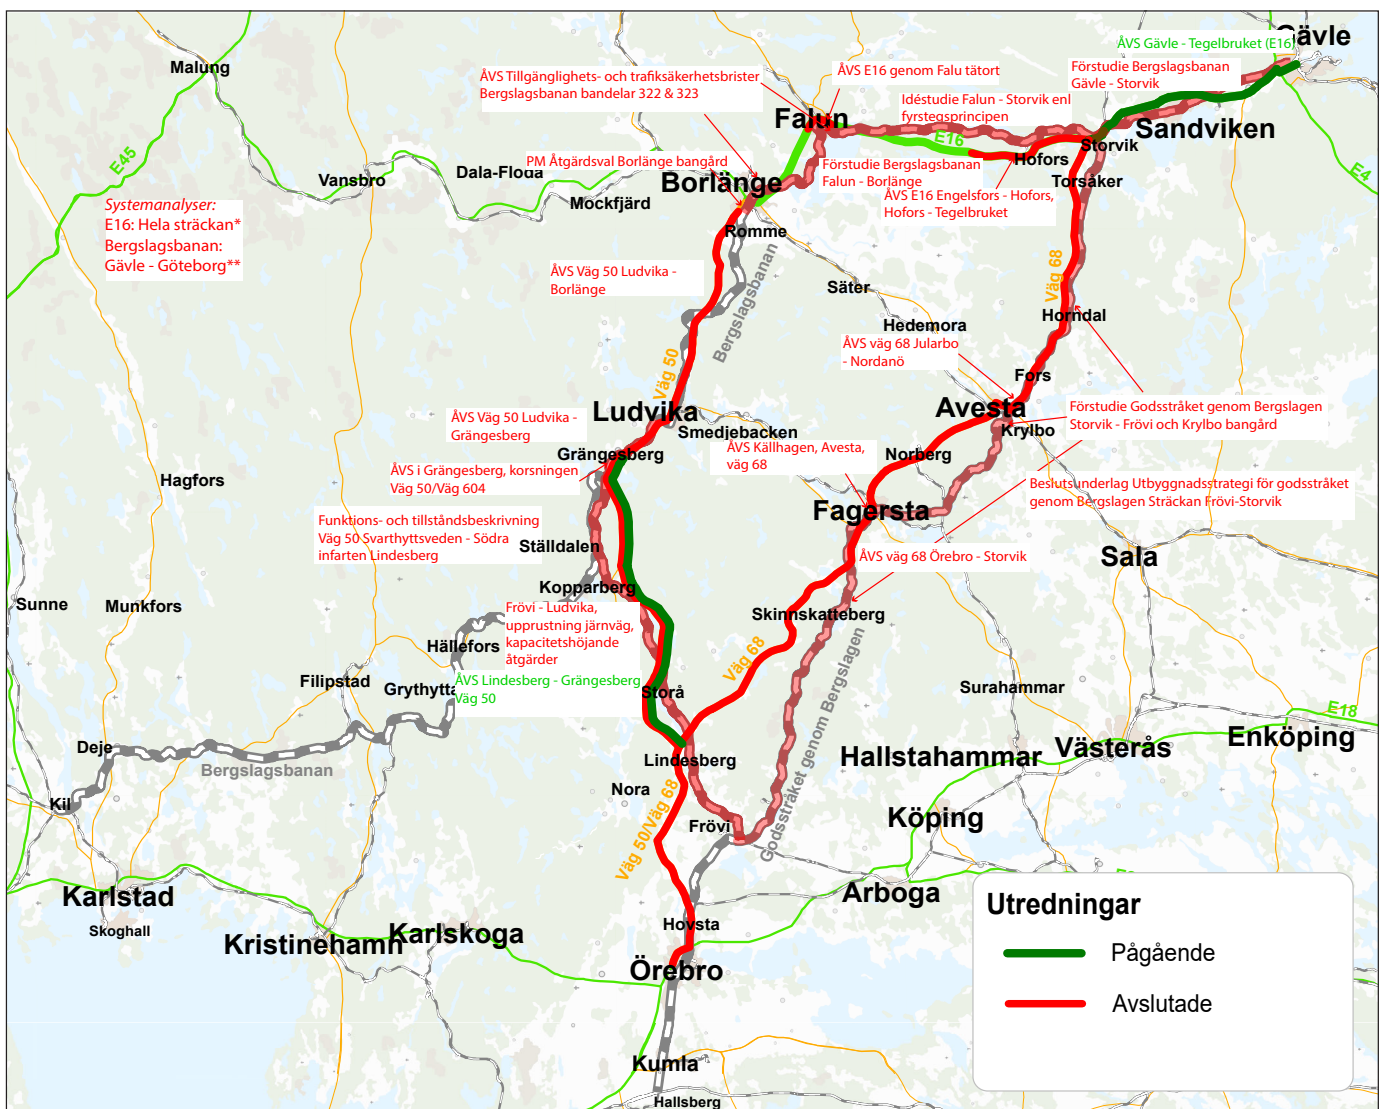 Gävle
ÅVS Gävle - Tegelbruket (E16)
Malung
ÅVS Tillgänglighets- och trafiksäkerhetsbrister
Bergslagsbanan bandelar 322 & 323
ÅVS E16 genom Falu tätort
Förstudie Bergslagsbanan
Gävle - Storvik
Idéstudie Falun - Storvik enl
fyrstegsprincipen
Falun
Sandviken
E16
Storvik
E45
Hofors
PM Åtgärdsval Borlänge bangård
Förstudie Bergslagsbanan
Falun - Borlänge
Dala-Floda
Vansbro
Borlänge
Torsåker
E4
ÅVS E16 Engelsfors - Hofors,
Hofors - Tegelbruket
Mockfjärd
Systemanalyser:
E16: Hela sträckan*
Bergslagsbanan:
Gävle - Göteborg**
Romme
Bergslagsbanan
ÅVS Väg 50 Ludvika -
Borlänge
Väg 68
Säter
Horndal
Hedemora
ÅVS väg 68 Jularbo
- Nordanö
Väg 50
Fors
Ludvika
Avesta
ÅVS Väg 50 Ludvika -
Grängesberg
Förstudie Godsstråket genom Bergslagen
Storvik - Frövi och Krylbo bangård
Smedjebacken
Krylbo
ÅVS Källhagen, Avesta,
väg 68
Grängesberg
Norberg
ÅVS i Grängesberg, korsningen
Väg 50/Väg 604
Hagfors
Beslutsunderlag Utbyggnadsstrategi för godsstråket
genom Bergslagen Sträckan Frövi-Storvik
Fagersta
Funktions- och tillståndsbeskrivning
Väg 50 Svarthyttsveden - Södra
infarten Lindesberg
Ställdalen
ÅVS väg 68 Örebro - Storvik
Sala
Kopparberg
Sunne
Munkfors
Frövi - Ludvika,
upprustning järnväg,
kapacitetshöjande
åtgärder
Skinnskatteberg
Hällefors
Väg 68
Godsstråket genom Bergslagen
Filipstad
Grythyttan
ÅVS Lindesberg - Grängesberg
Väg 50
Storå
Surahammar
E18
Deje
Bergslagsbanan
Lindesberg
Hallstahammar
Västerås
Enköping
Nora
Kil
Väg 50/Väg 68
Frövi
Köping
Karlstad
Arboga
Skoghall
Kristinehamn
Karlskoga
Hovsta
Örebro
Utredningar
Pågående
Avslutade
Kumla
Hallsberg